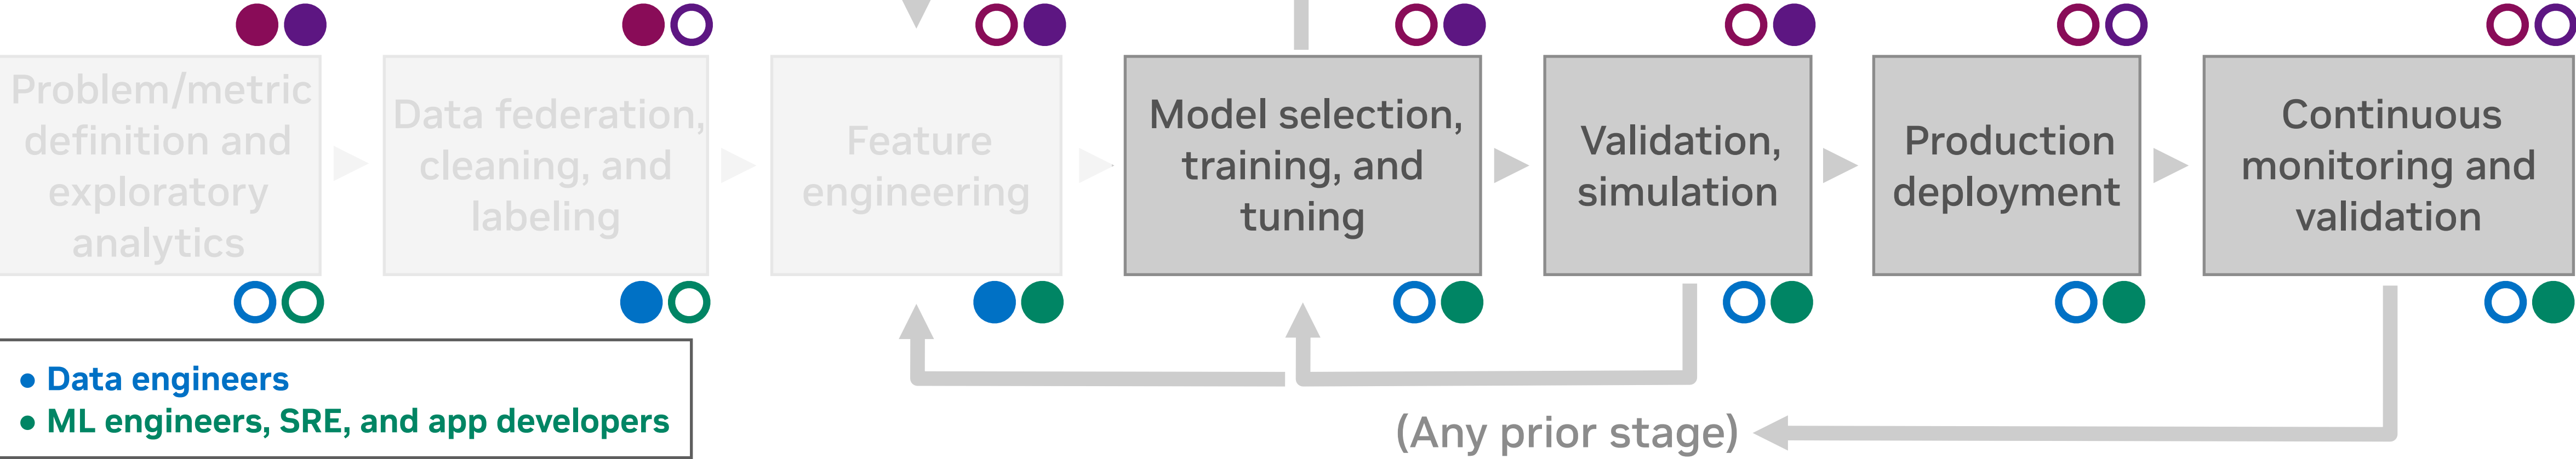 Problem/metric
definition and
exploratory
analytics
Data federation,
cleaning, and
labeling
Feature
engineering
Model selection,
training, and
tuning
Validation,
simulation
Production
deployment
Continuous
monitoring and
validation
• Data engineers
• ML engineers, SRE, and app developers
(Any prior stage)